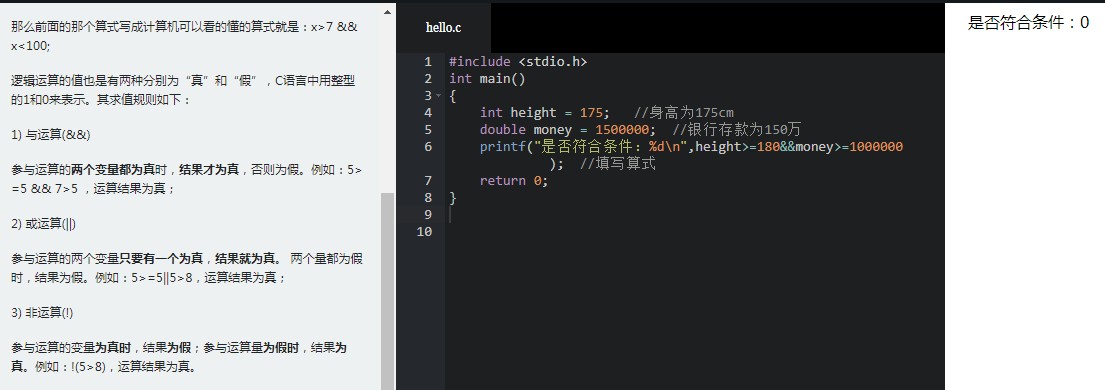 那么前面的那个算式写成计算机可以看的懂的算式就是：x>7 &&
x<100;
逻辑运算的值也是有两种分别为“真”和“假”，C语言中用整型
的1和0来表示。其求值规则如下：
1) 与运算(&&)
参与运算的两个变量都为真时，结果才为真，否则为假。例如：5>
=5 && 7>5 ，运算结果为真；
2) 或运算(||)
参与运算的两个变量只要有一个为真，结果就为真。 两个量都为假
时，结果为假。例如：5>=5||5>8，运算结果为真；
3) 非运算(!)
参与运算的变量为真时，结果为假；参与运算量为假时，结果为
真。例如：!(5>8)，运算结果为真。
hello.c
1 #include <stdio.h>
2 int main()
3 {
4 int height = 175; //身高为175cm
5 double money = 1500000; //银行存款为150万
6 printf("是否符合条件：%d\n",height>=180&&money>=1000000
); //填写算式
7 return 0;
8 }
9
10
是否符合条件：0